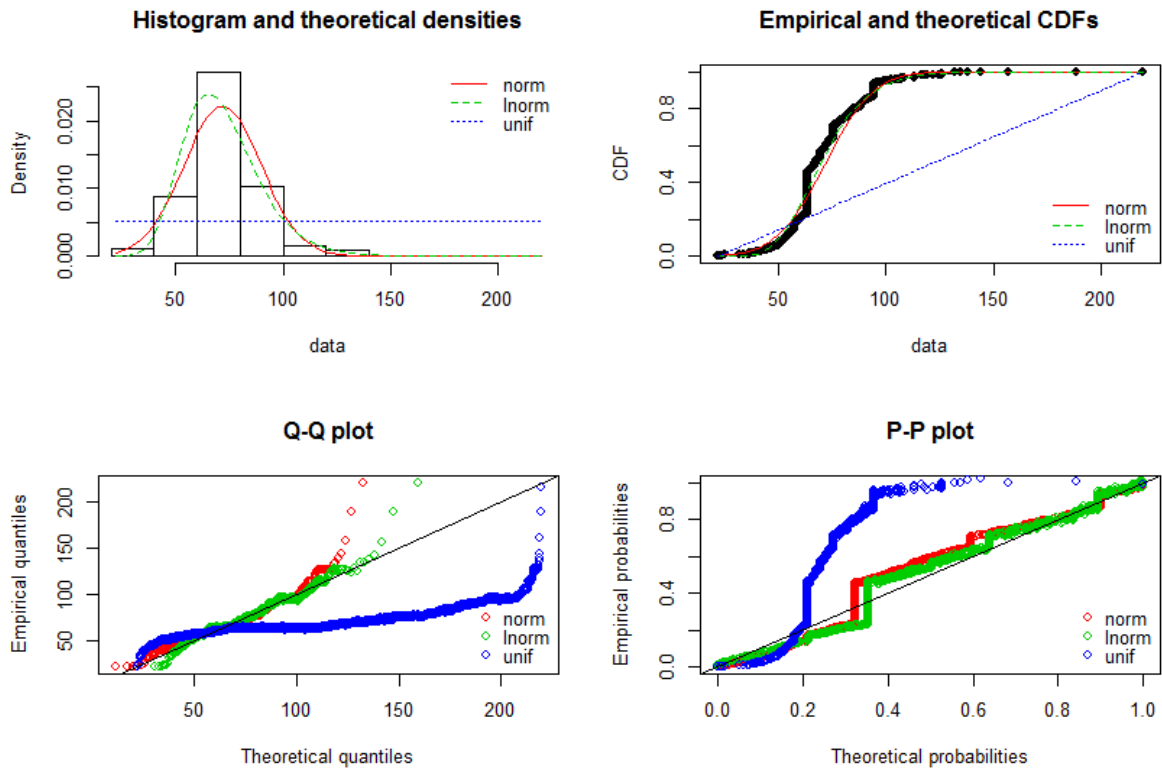 Histogram and theoretical densities
Density
0.000
0.010
0.020
norm
lnorm
unif
50
100
150
200
data
Empirical and theoretical CDFs
CDF
0.0
0.4
0.8
norm
lnorm
unif
50
100
150
200
data
Q-Q plot
Empirical quantiles
50
100
150
200
norm
lnorm
unif
50
100
150
200
Theoretical quantiles
P-P plot
Empirical probabilities
0.0
0.4
0.8
norm
lnorm
unif
0.0
0.2
0.4
0.6
0.8
1.0
Theoretical probabilities